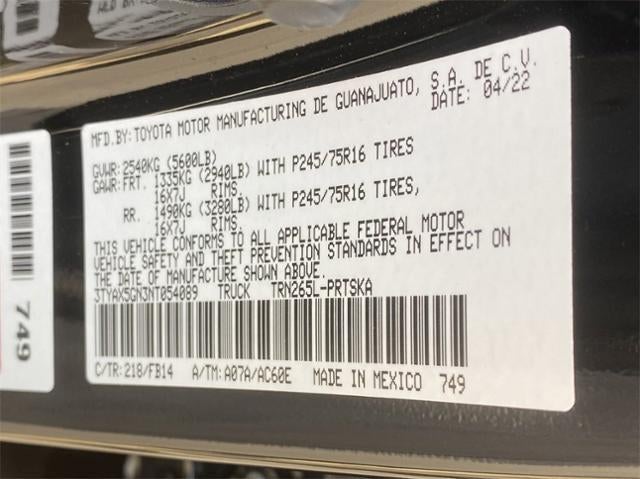 MFD.BY:TOYOTA MOTOR MANUFACTURING DE GUANAJUATO, S.A. DE C.V.
DATE: 04/22
GVWR:2540KG (5600LB)
GAWR:FRT. 1335KG (2940LB) WITH P245/75R16 TIRES
16X7J RIMS.
RR. 1490KG (3280LB) WITH P245/75R16 TIRES,
16X7J RIMS.
THIS VEHICLE CONFORMS TO ALL APPLICABLE FEDERAL MOTOR
VEHICLE SAFETY AND THEFT PREVENTION STANDARDS IN EFFECT ON
THE DATE OF MANUFACTURE SHOWN ABOVE.
3TYAX5GN3NT054089 TRUCK TRN265L-PRTSKA
C/TR:218/FB14 A/TM:A07A/AC60E MADE IN MEXICO 749
749